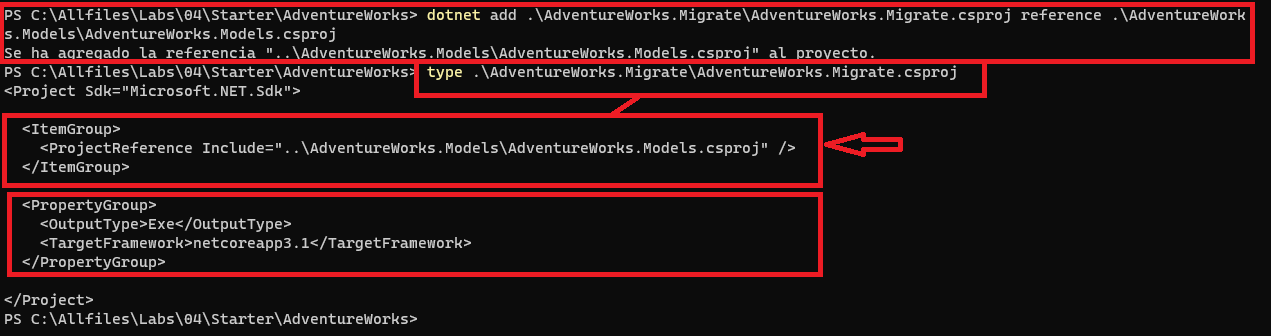 PS C:\Allfiles\Labs\04\Starter\AdventureWorks> dotnet add .\AdventureWorks.Migrate\AdventureWorks.Migrate.csproj reference .\AdventureWork
s.Models\AdventureWorks.Models.csproj
Se ha agregado la referencia "..\AdventureWorks.Models\AdventureWorks.Models.csproj" al proyecto.
PS C:\Allfiles\Labs\04\Starter\AdventureWorks> type .\AdventureWorks.Migrate\AdventureWorks.Migrate.csproj
<Project Sdk="Microsoft.NET.Sdk">
  <ItemGroup>
    <ProjectReference Include="..\AdventureWorks.Models\AdventureWorks.Models.csproj" />
  </ItemGroup>
  <PropertyGroup>
    <OutputType>Exe</OutputType>
    <TargetFramework>netcoreapp3.1</TargetFramework>
  </PropertyGroup>
</Project>
PS C:\Allfiles\Labs\04\Starter\AdventureWorks>